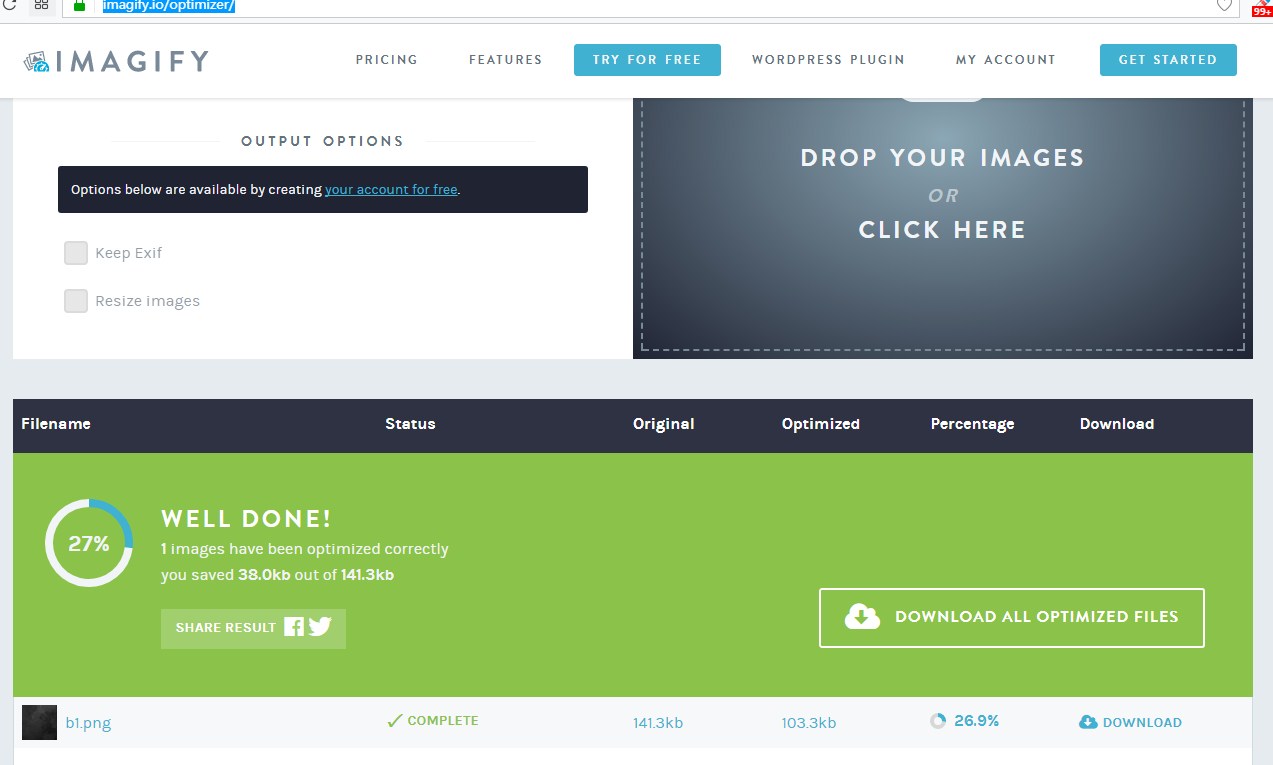 imagify.io/optimizer/
99+
IMAGIFY
PRICING
FEATURES
TRY FOR FREE
WORDPRESS PLUGIN
MY ACCOUNT
GET STARTED
OUTPUT OPTIONS
Options below are available by creating your account for free.
Keep Exif
Resize images
DROP YOUR IMAGES
OR
CLICK HERE
Filename Status Original Optimized Percentage Download
27%
WELL DONE!
1 images have been optimized correctly
you saved 38.0kb out of 141.3kb
SHARE RESULT
DOWNLOAD ALL OPTIMIZED FILES
b1.png COMPLETE 141.3kb 103.3kb 26.9% DOWNLOAD